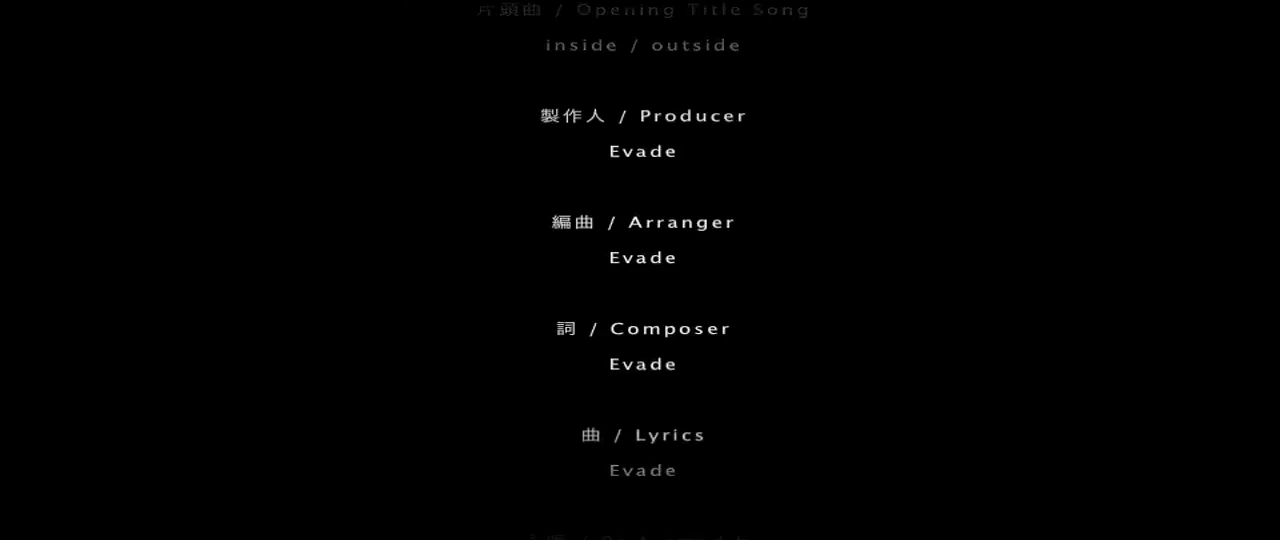 片頭曲 / Opening Title Song
inside / outside
製作人 / Producer
Evade
編曲 / Arranger
Evade
詞 / Composer
Evade
曲 / Lyrics
Evade